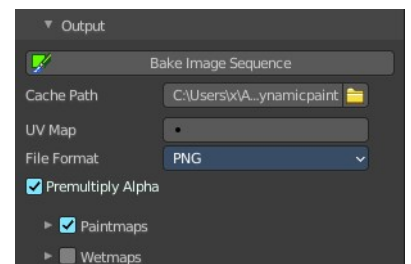 Output
Bake Image Sequence
Cache Path C:\Users\x\A...ynamicpaint
UV Map
File Format PNG
Premultiply Alpha
Paintmaps
Wetmaps